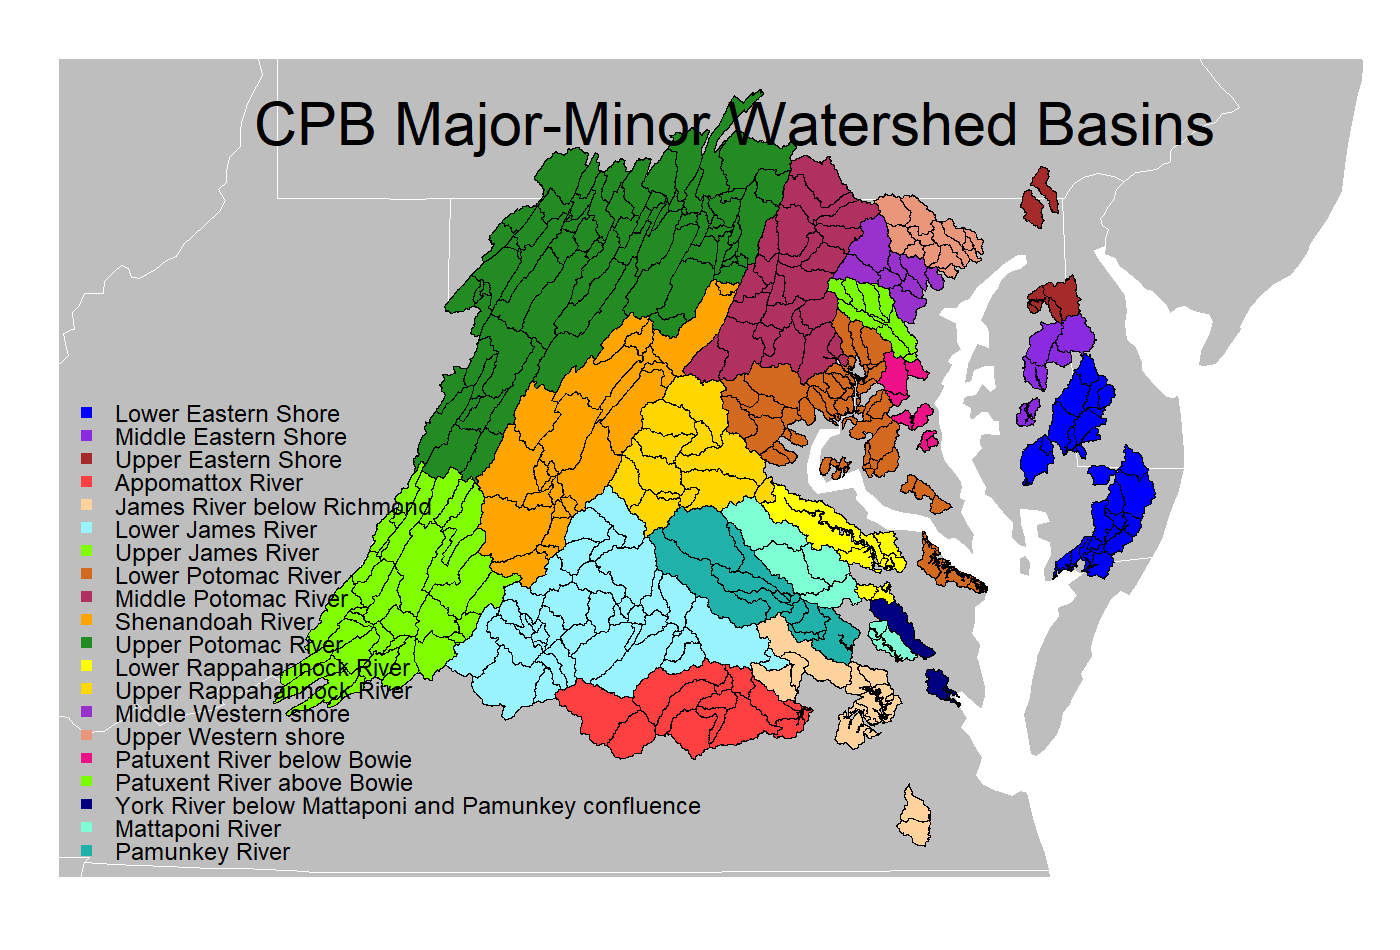 CPB Major-Minor Watershed Basins
Lower Eastern Shore
Middle Eastern Shore
Upper Eastern Shore
Appomattox River
James River below Richmond
Lower James River
Upper James River
Lower Potomac River
Middle Potomac River
Shenandoah River
Upper Potomac River
Lower Rappahannock River
Upper Rappahannock River
Middle Western shore
Upper Western shore
Patuxent River below Bowie
Patuxent River above Bowie
York River below Mattaponi and Pamunkey confluence
Mattaponi River
Pamunkey River